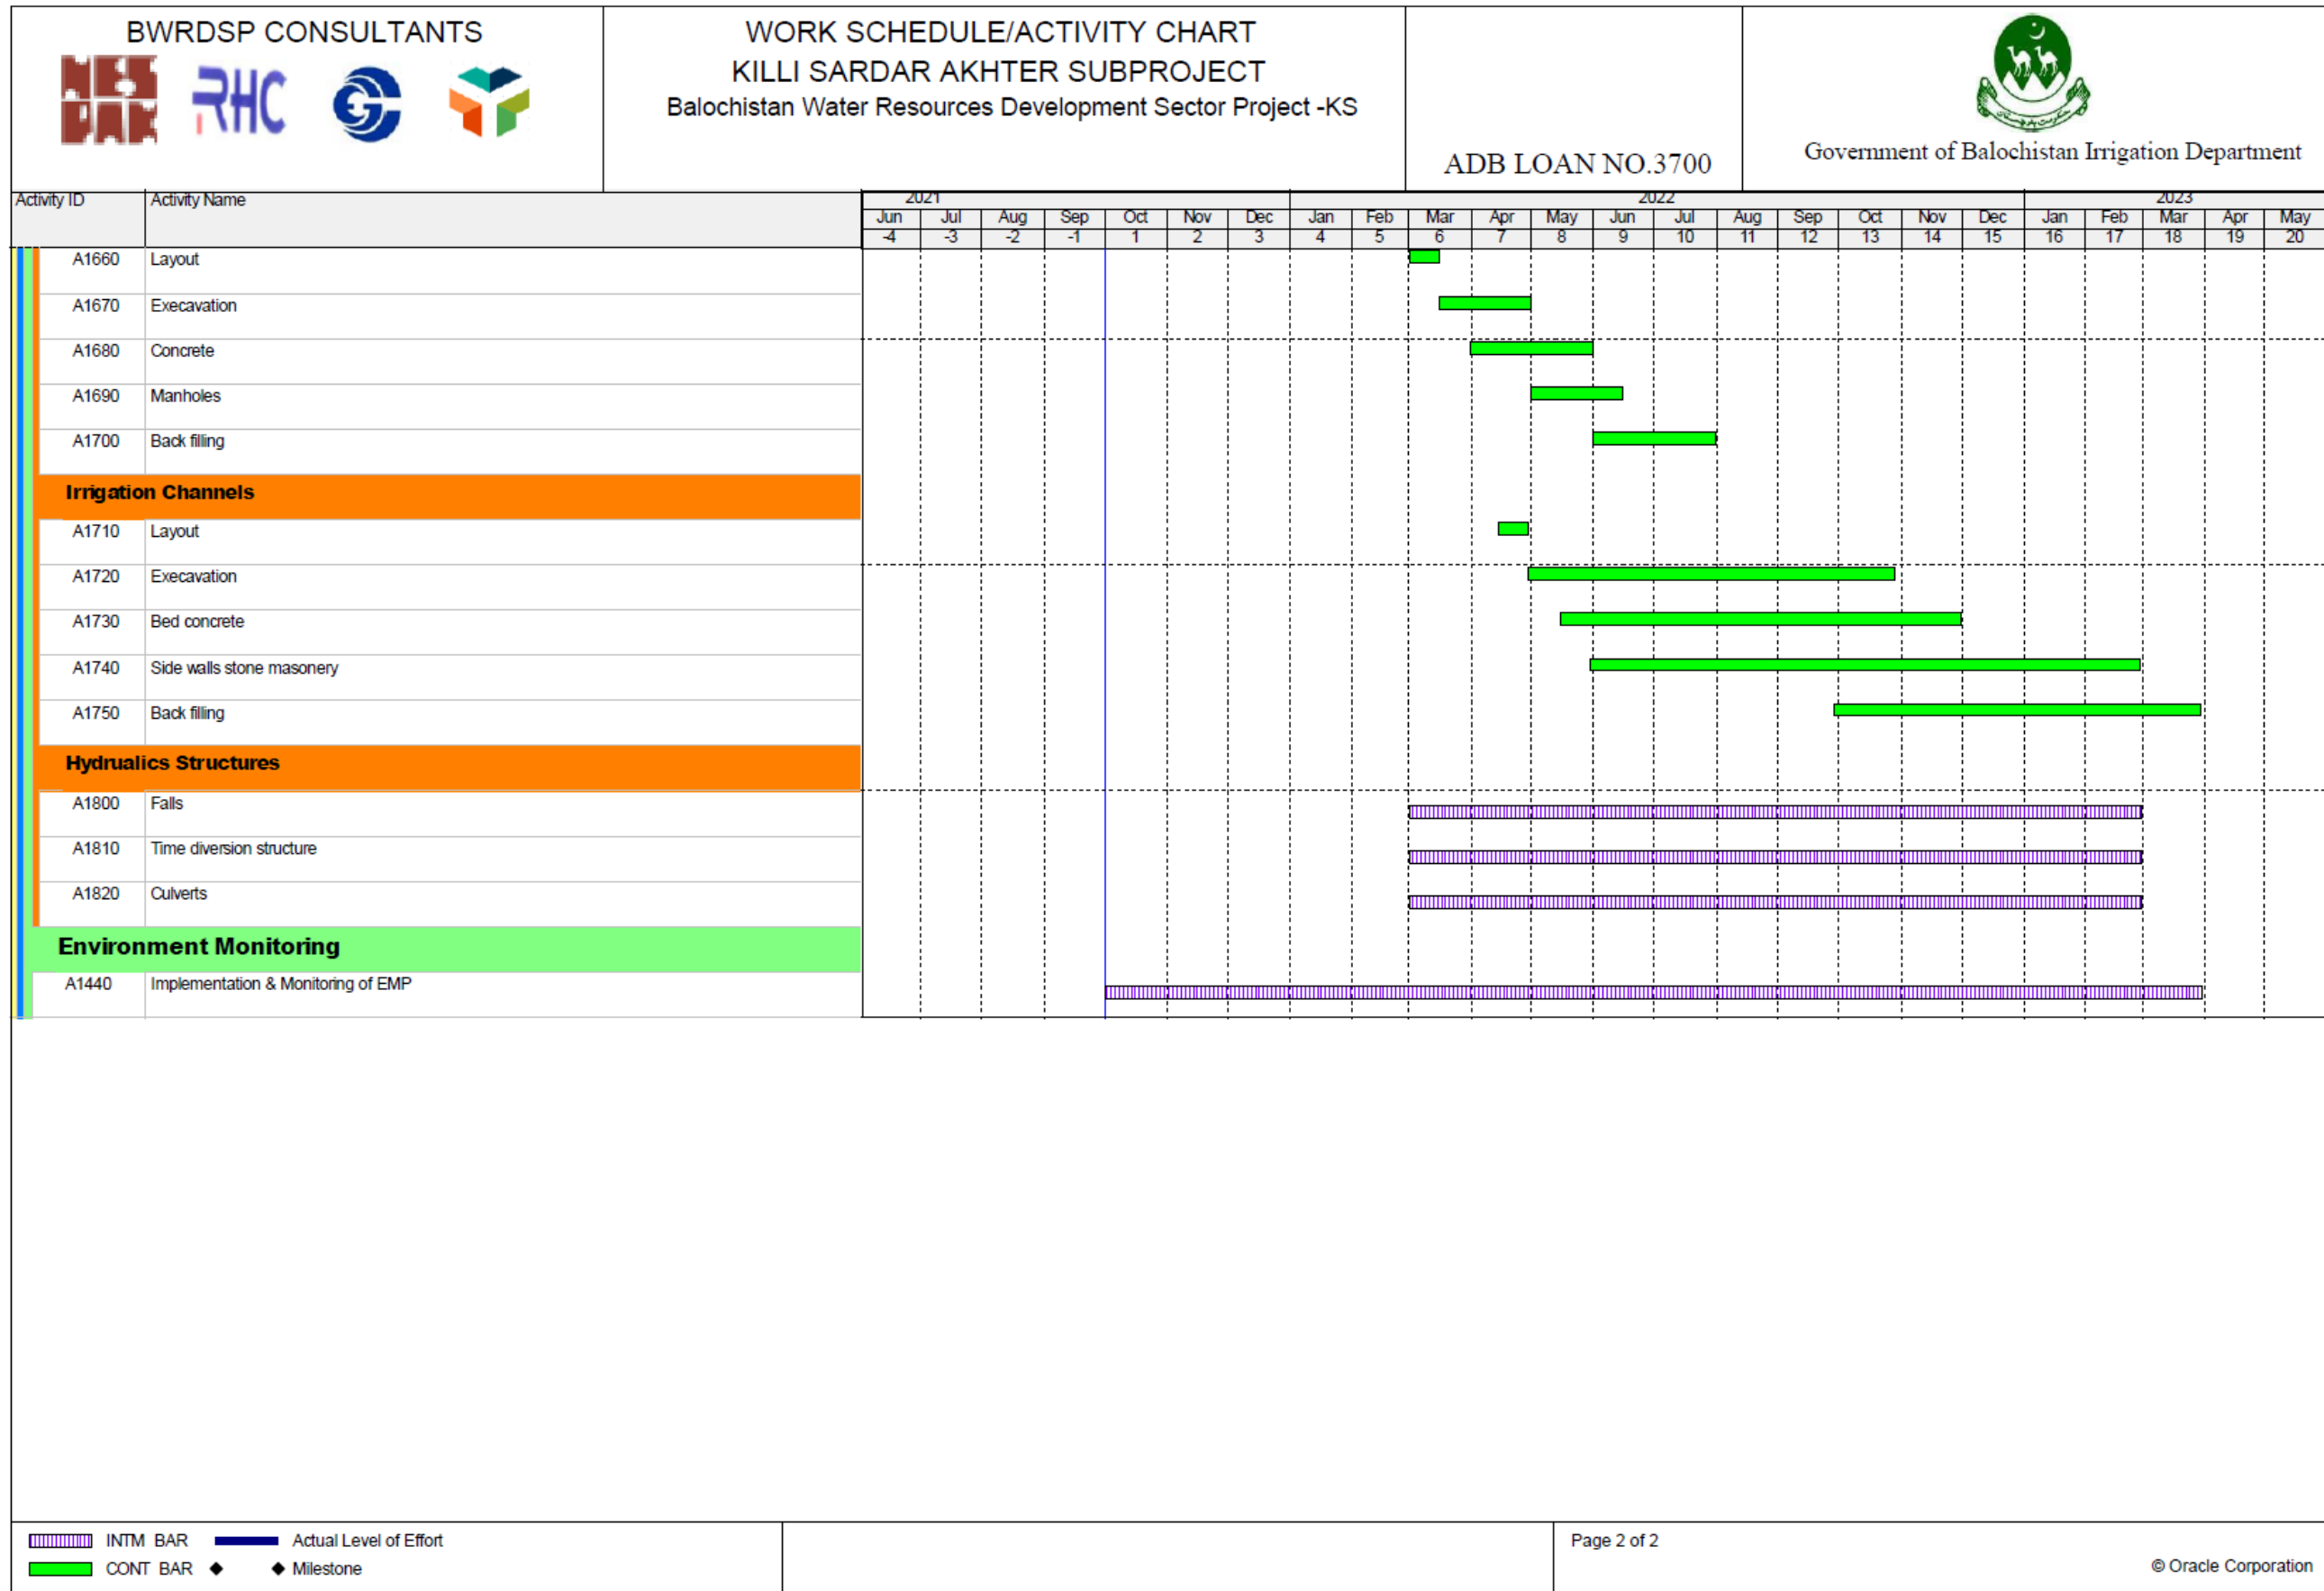 BWRDSP CONSULTANTS
RHC
WORK SCHEDULE/ACTIVITY CHART
KILLI SARDAR AKHTER SUBPROJECT
Balochistan Water Resources Development Sector Project -KS
ADB LOAN NO.3700
Government of Balochistan Irrigation Department
Activity ID Activity Name
2021 2022 2023
Jun Jul Aug Sep Oct Nov Dec Jan Feb Mar Apr May Jun Jul Aug Sep Oct Nov Dec Jan Feb Mar Apr May
-4 -3 -2 -1 1 2 3 4 5 6 7 8 9 10 11 12 13 14 15 16 17 18 19 20
A1660 Layout
A1670 Execavation
A1680 Concrete
A1690 Manholes
A1700 Back filling
Irrigation Channels
A1710 Layout
A1720 Execavation
A1730 Bed concrete
A1740 Side walls stone masonery
A1750 Back filling
Hydrualics Structures
A1800 Falls
A1810 Time diversion structure
A1820 Culverts
Environment Monitoring
A1440 Implementation & Monitoring of EMP
INTM BAR Actual Level of Effort
CONT BAR Milestone
Page 2 of 2
© Oracle Corporation